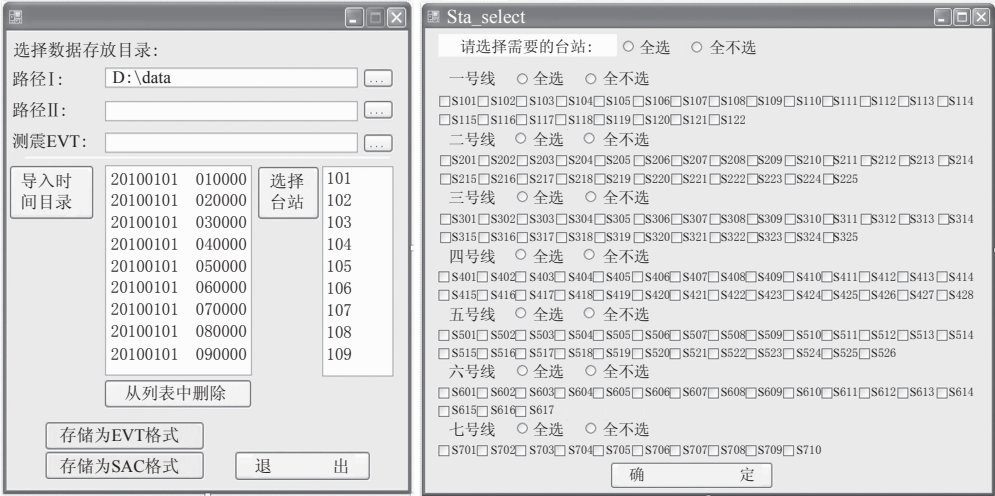 选择数据存放目录:
路径Ⅰ: D:\data ...
路径Ⅱ: ...
测震EVT: ...
导入时
间目录
20100101 010000
20100101 020000
20100101 030000
20100101 040000
20100101 050000
20100101 060000
20100101 070000
20100101 080000
20100101 090000
选择
台站
101
102
103
104
105
106
107
108
109
从列表中删除
存储为EVT格式
存储为SAC格式
退 出
Sta_select
请选择需要的台站: 全选 全不选
一号线 全选 全不选
S101 S102 S103 S104 S105 S106 S107 S108 S109 S110 S111 S112 S113 S114
S115 S116 S117 S118 S119 S120 S121 S122
二号线 全选 全不选
S201 S202 S203 S204 S205 S206 S207 S208 S209 S210 S211 S212 S213 S214
S215 S216 S217 S218 S219 S220 S221 S222 S223 S224 S225
三号线 全选 全不选
S301 S302 S303 S304 S305 S306 S307 S308 S309 S310 S311 S312 S313 S314
S315 S316 S317 S318 S319 S320 S321 S322 S323 S324 S325
四号线 全选 全不选
S401 S402 S403 S404 S405 S406 S407 S408 S409 S410 S411 S412 S413 S414
S415 S416 S417 S418 S419 S420 S421 S422 S423 S424 S425 S426 S427 S428
五号线 全选 全不选
S501 S502 S503 S504 S505 S506 S507 S508 S509 S510 S511 S512 S513 S514
S515 S516 S517 S518 S519 S520 S521 S522 S523 S524 S525 S526
六号线 全选 全不选
S601 S602 S603 S604 S605 S606 S607 S608 S609 S610 S611 S612 S613 S614
S615 S616 S617
七号线 全选 全不选
S701 S702 S703 S704 S705 S706 S707 S708 S709 S710
确 定